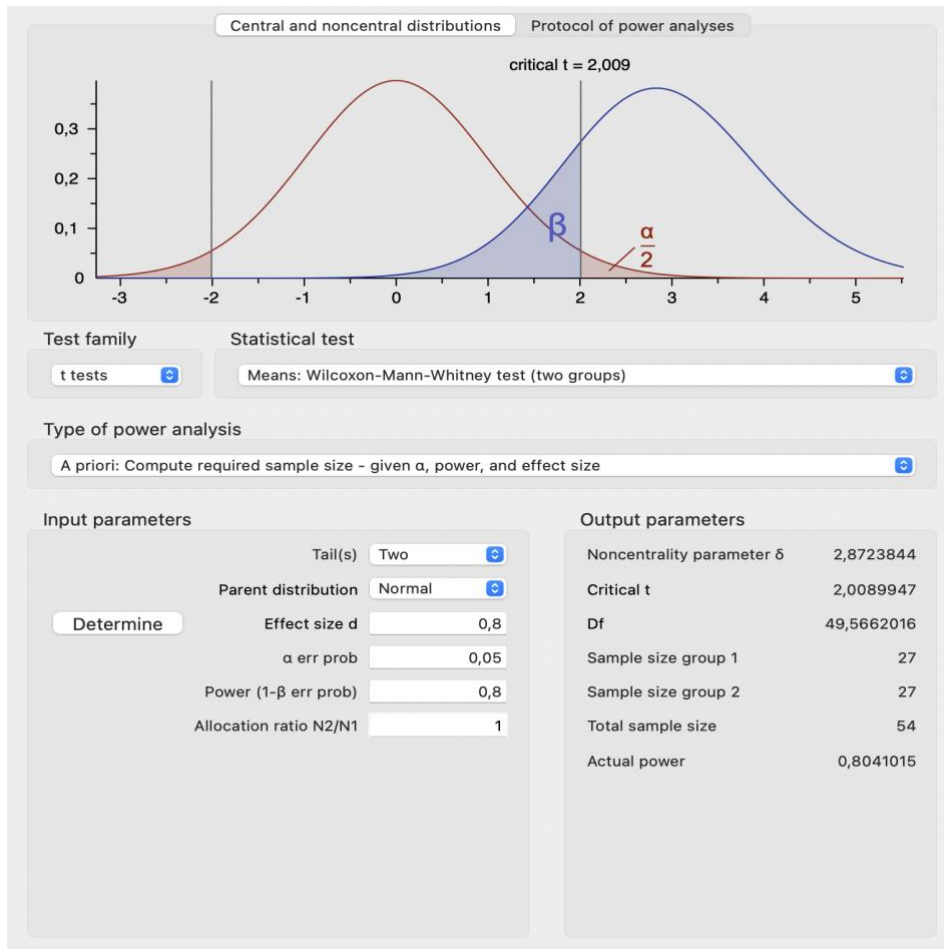 Central and noncentral distributions Protocol of power analyses
critical t = 2,009
0,3
0,2
β
α
0,1
2
0
-3 -2 -1 0 1 2 3 4 5
Test family Statistical test
t tests Means: Wilcoxon-Mann-Whitney test (two groups)
Type of power analysis
A priori: Compute required sample size – given α, power, and effect size
Input parameters Output parameters
Tail(s) Two Noncentrality parameter δ 2,8723844
Parent distribution Normal Critical t 2,0089947
Determine Effect size d 0,8 Df 49,5662016
α err prob 0,05 Sample size group 1 27
Power (1-β err prob) 0,8 Sample size group 2 27
Allocation ratio N2/N1 1 Total sample size 54
Actual power 0,8041015